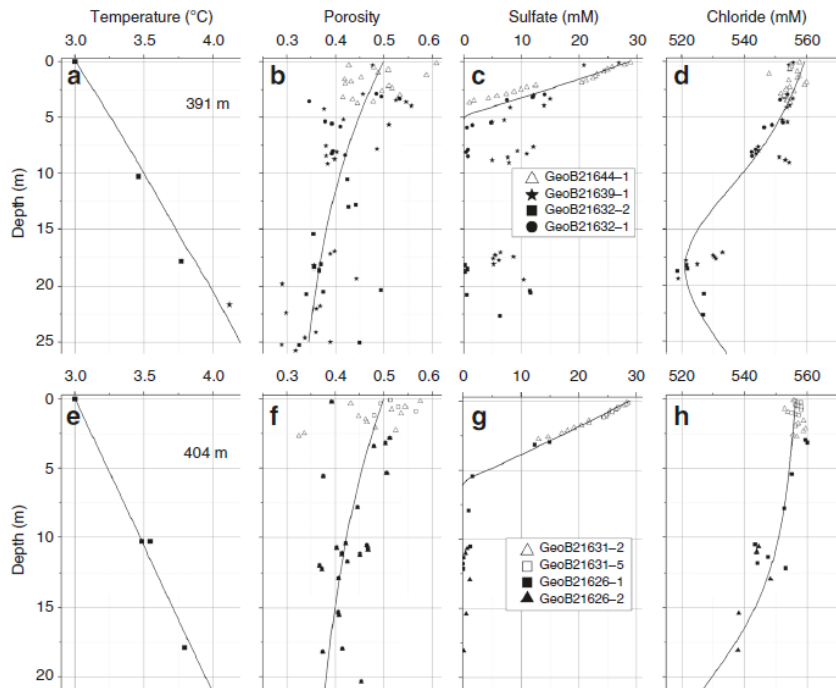 Temperature (°C) Porosity Sulfate (mM) Chloride (mM)
3.0 3.5 4.0 0.3 0.4 0.5 0.6 0 10 20 30 520 540 560
0
5
10
15
20
25
Depth (m)
a b c d
391 m
GeoB21644–1
GeoB21639–1
GeoB21632–2
GeoB21632–1
3.0 3.5 4.0 0.3 0.4 0.5 0.6 0 10 20 30 520 540 560
0
5
10
15
20
Depth (m)
e f g h
404 m
GeoB21631–2
GeoB21631–5
GeoB21626–1
GeoB21626–2